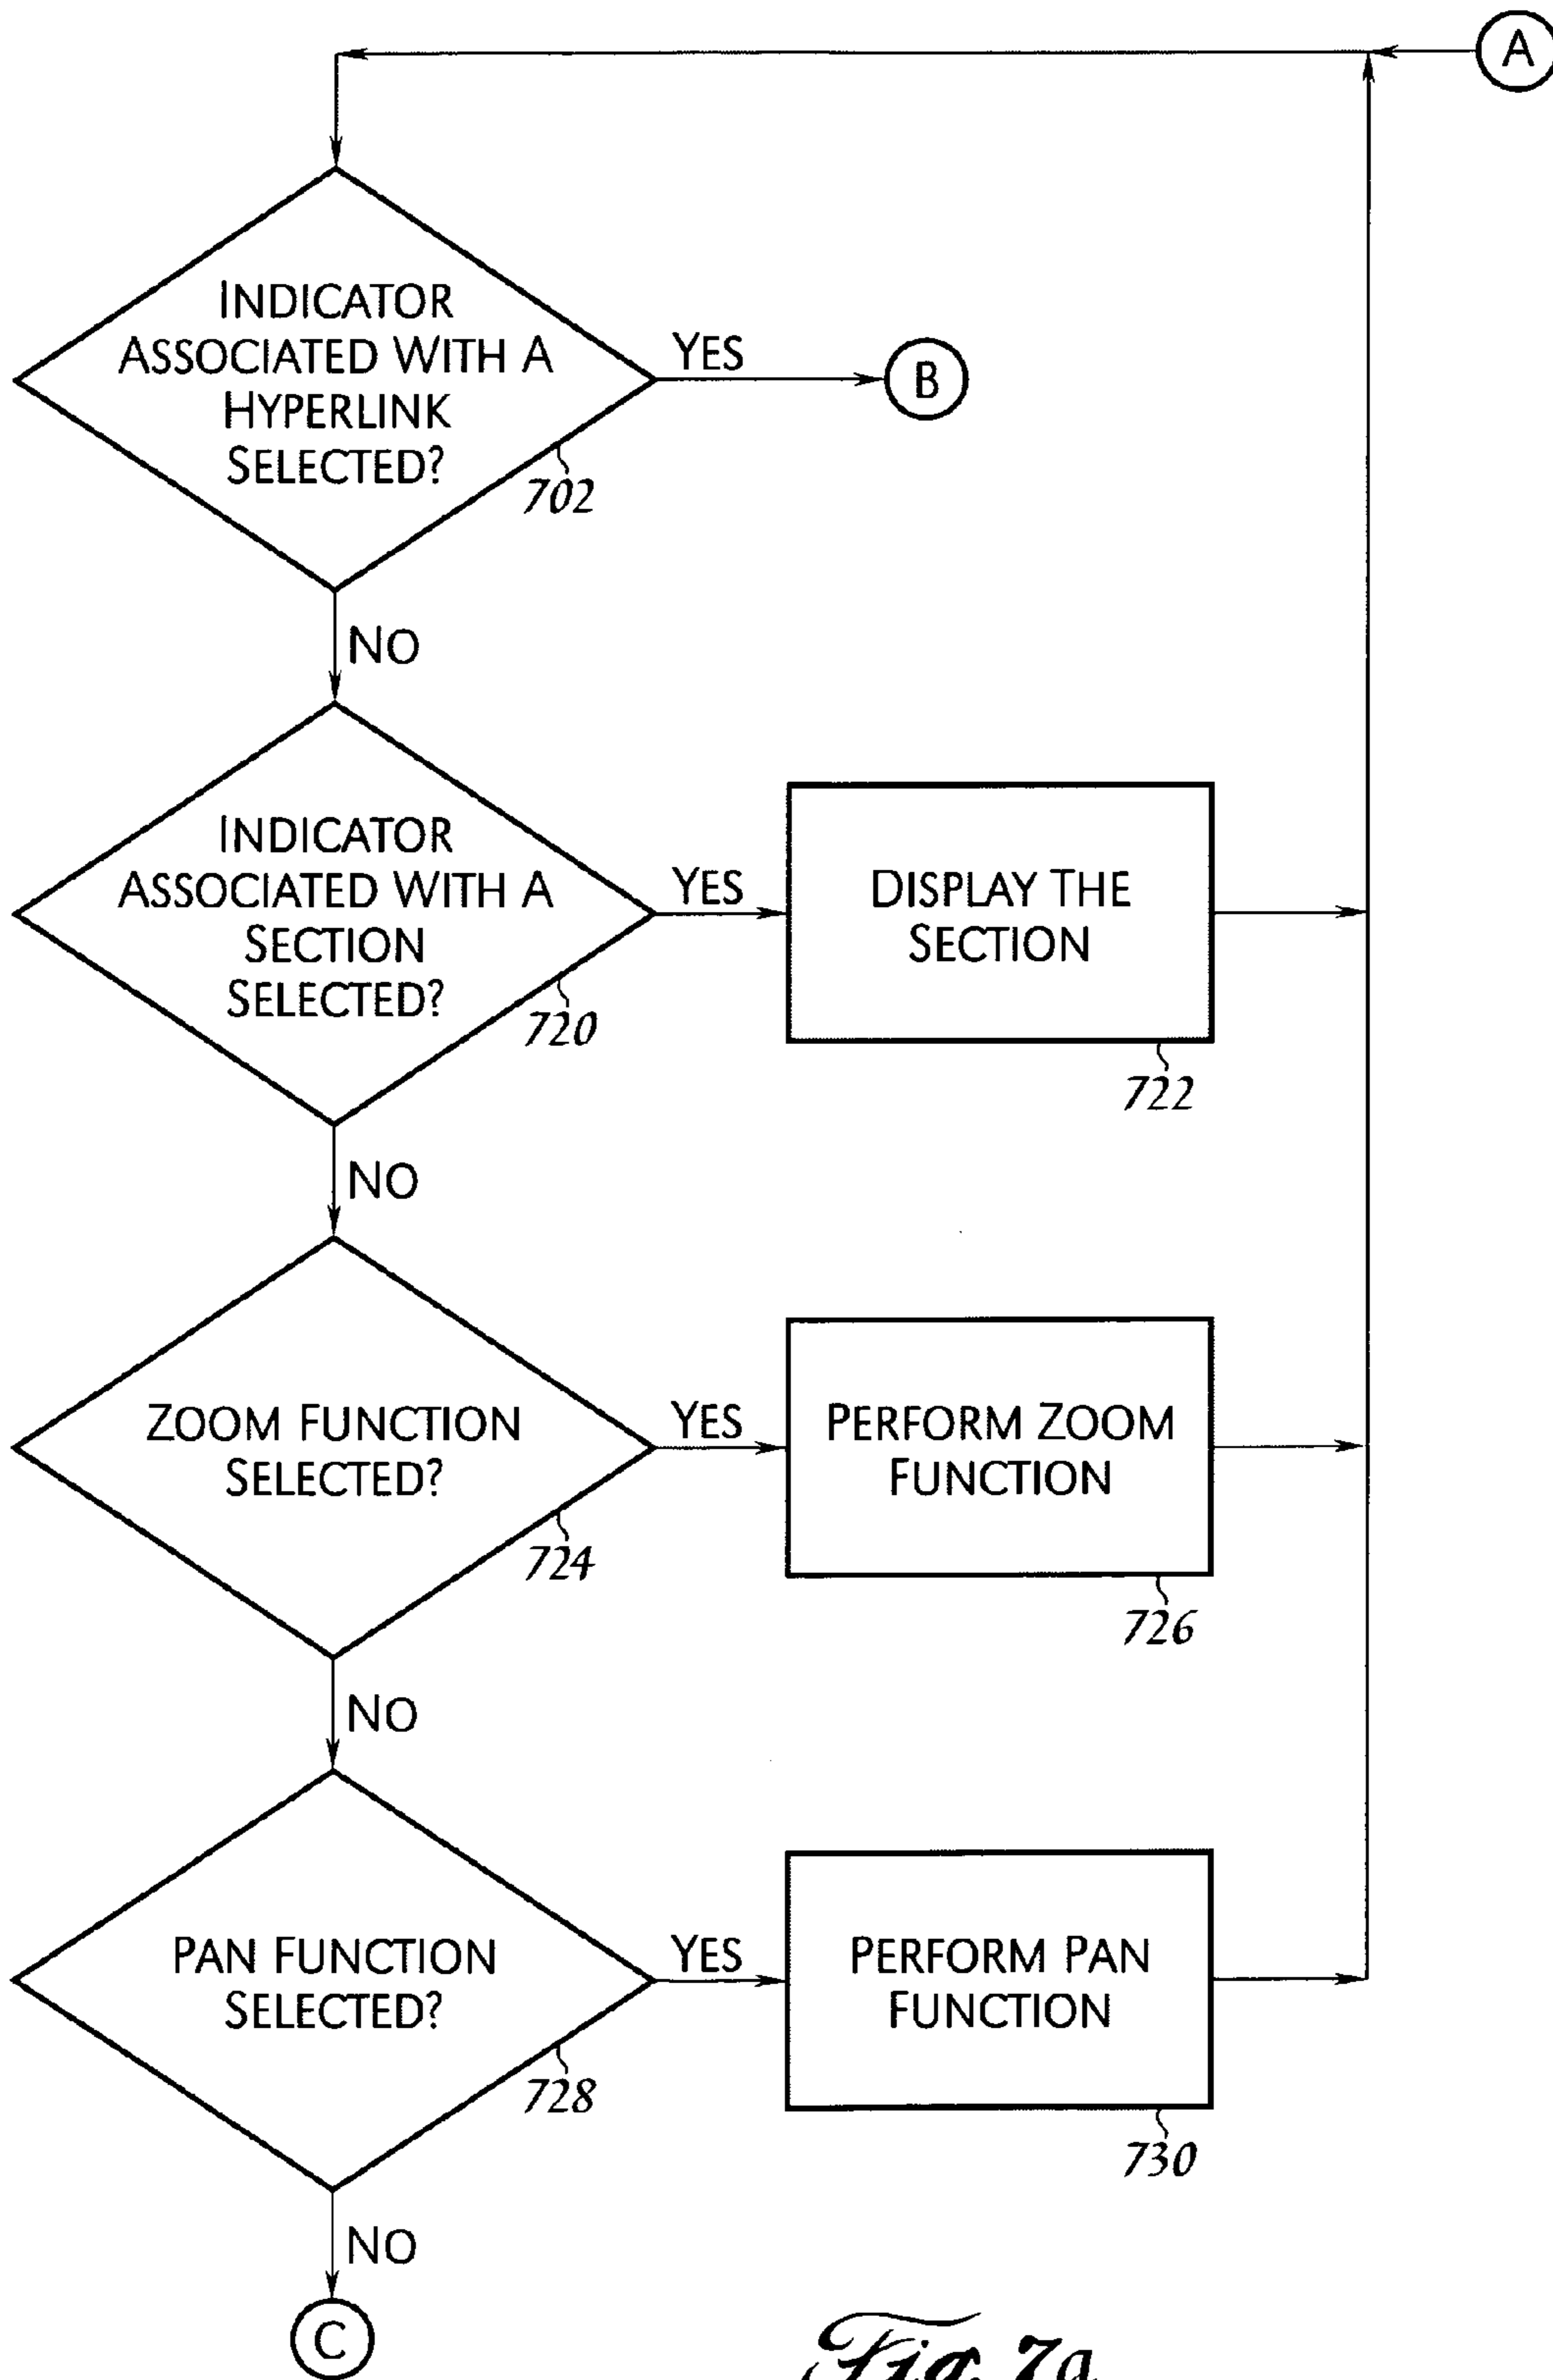 A
INDICATOR
ASSOCIATED WITH A
HYPERLINK
SELECTED?
702
YES
B
NO
INDICATOR
ASSOCIATED WITH A
SECTION
SELECTED?
720
YES
DISPLAY THE
SECTION
722
NO
ZOOM FUNCTION
SELECTED?
724
YES
PERFORM ZOOM
FUNCTION
726
NO
PAN FUNCTION
SELECTED?
728
YES
PERFORM PAN
FUNCTION
730
NO
C
Fig. 7a